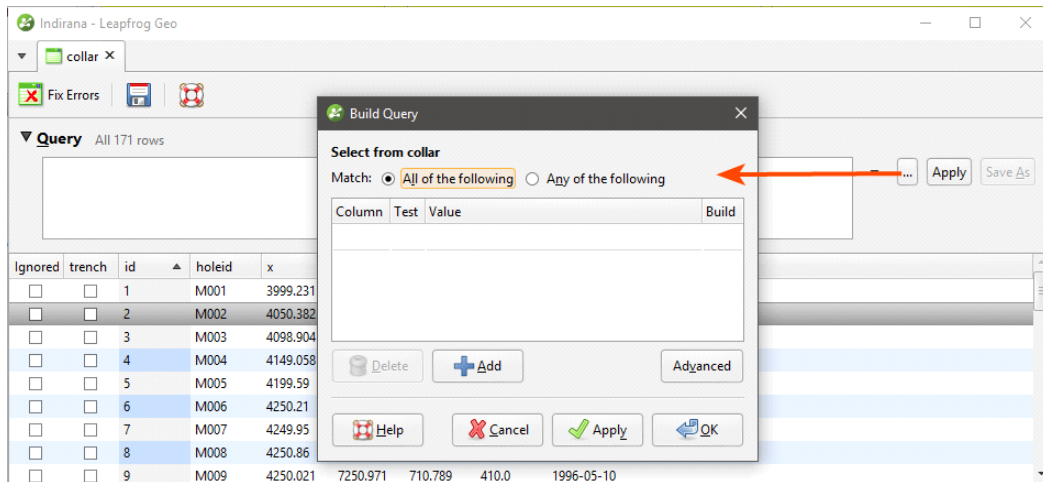 Indirana - Leapfrog Geo
collar
Fix Errors
Query All 171 rows
... Apply Save As
Build Query
Select from collar
Match: All of the following Any of the following
Column Test Value Build
Delete Add Advanced
Help Cancel Apply OK
Ignored trench id holeid x
1 M001 3999.231
2 M002 4050.382
3 M003 4098.904
4 M004 4149.058
5 M005 4199.59
6 M006 4250.21
7 M007 4249.95
8 M008 4250.86
9 M009 4250.021 7250.971 710.789 410.0 1996-05-10